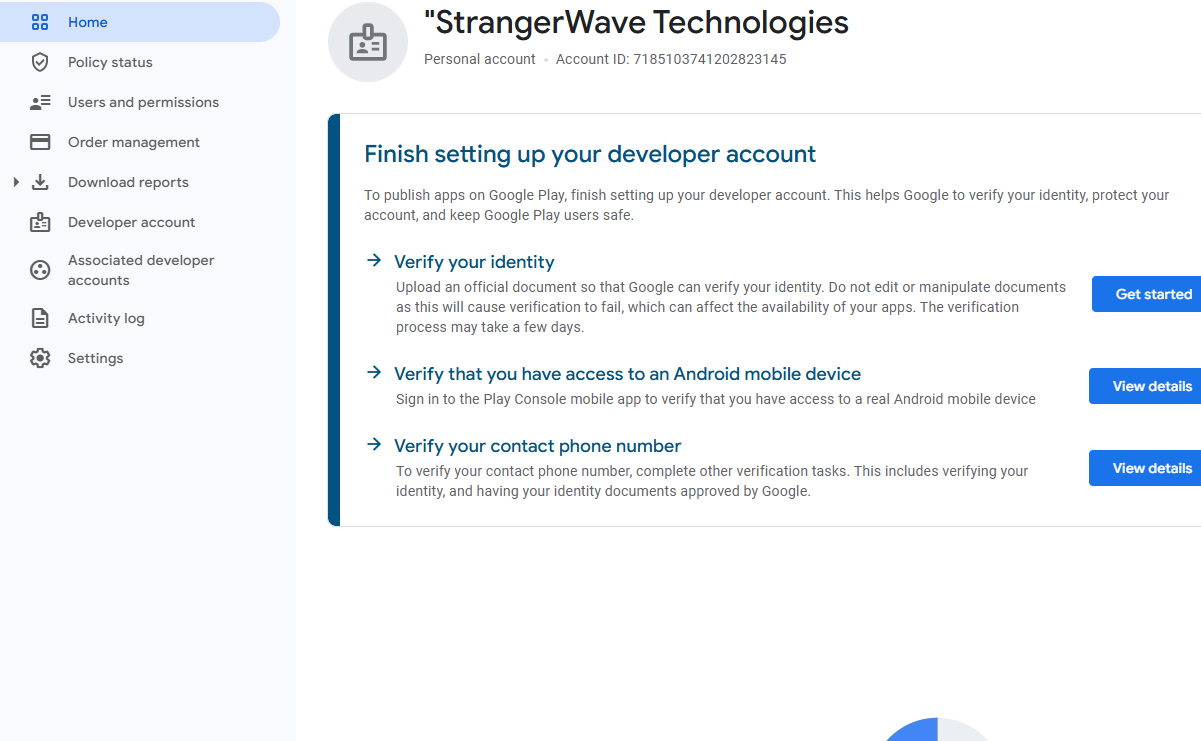 Home
Policy status
Users and permissions
Order management
Download reports
Developer account
Associated developer
accounts
Activity log
Settings
"StrangerWave Technologies
Personal account • Account ID: 7185103741202823145
Finish setting up your developer account
To publish apps on Google Play, finish setting up your developer account. This helps Google to verify your identity, protect your
account, and keep Google Play users safe.
Verify your identity
Upload an official document so that Google can verify your identity. Do not edit or manipulate documents
as this will cause verification to fail, which can affect the availability of your apps. The verification
process may take a few days.
Get started
Verify that you have access to an Android mobile device
Sign in to the Play Console mobile app to verify that you have access to a real Android mobile device
View details
Verify your contact phone number
To verify your contact phone number, complete other verification tasks. This includes verifying your
identity, and having your identity documents approved by Google.
View details